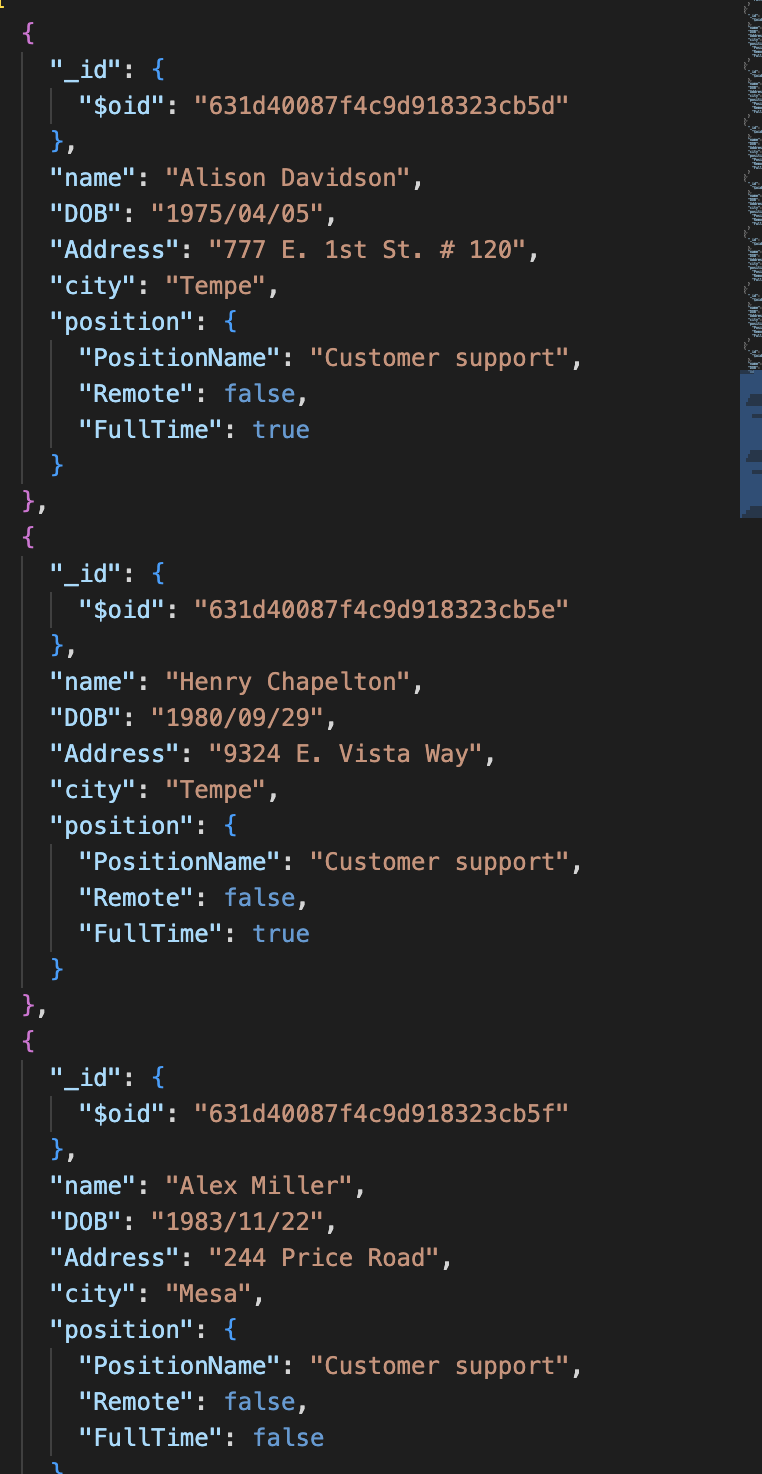 {
"_id": {
"$oid": "631d40087f4c9d918323cb5d"
},
"name": "Alison Davidson",
"DOB": "1975/04/05",
"Address": "777 E. 1st St. # 120",
"city": "Tempe",
"position": {
"PositionName": "Customer support",
"Remote": false,
"FullTime": true
}
},
{
"_id": {
"$oid": "631d40087f4c9d918323cb5e"
},
"name": "Henry Chapelton",
"DOB": "1980/09/29",
"Address": "9324 E. Vista Way",
"city": "Tempe",
"position": {
"PositionName": "Customer support",
"Remote": false,
"FullTime": true
}
},
{
"_id": {
"$oid": "631d40087f4c9d918323cb5f"
},
"name": "Alex Miller",
"DOB": "1983/11/22",
"Address": "244 Price Road",
"city": "Mesa",
"position": {
"PositionName": "Customer support",
"Remote": false,
"FullTime": false
}